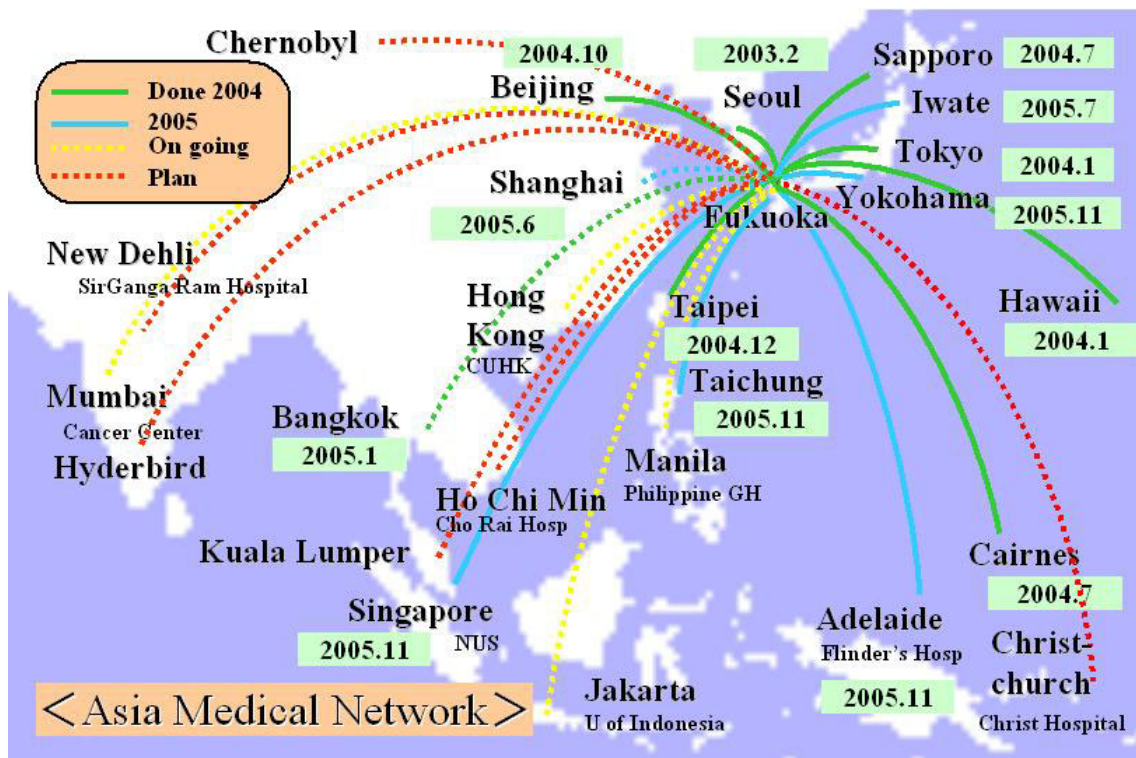 Chernobyl
2004.10
2003.2
Sapporo
2004.7
Done 2004
2005
On going
Plan
Beijing
Seoul
Iwate
2005.7
Tokyo
2004.1
Shanghai
2005.6
Fukuoka
Yokohama
2005.11
New Dehli
SirGanga Ram Hospital
Hong
Kong
CUHK
Taipei
2004.12
Hawaii
2004.1
Taichung
2005.11
Mumbai
Cancer Center
Hyderbird
Bangkok
2005.1
Manila
Philippine GH
Ho Chi Min
Cho Rai Hosp
Kuala Lumper
Cairnes
2004.7
Singapore
NUS
2005.11
Adelaide
Flinder's Hosp
2005.11
Christ-
church
Christ Hospital
Jakarta
U of Indonesia
<Asia Medical Network>